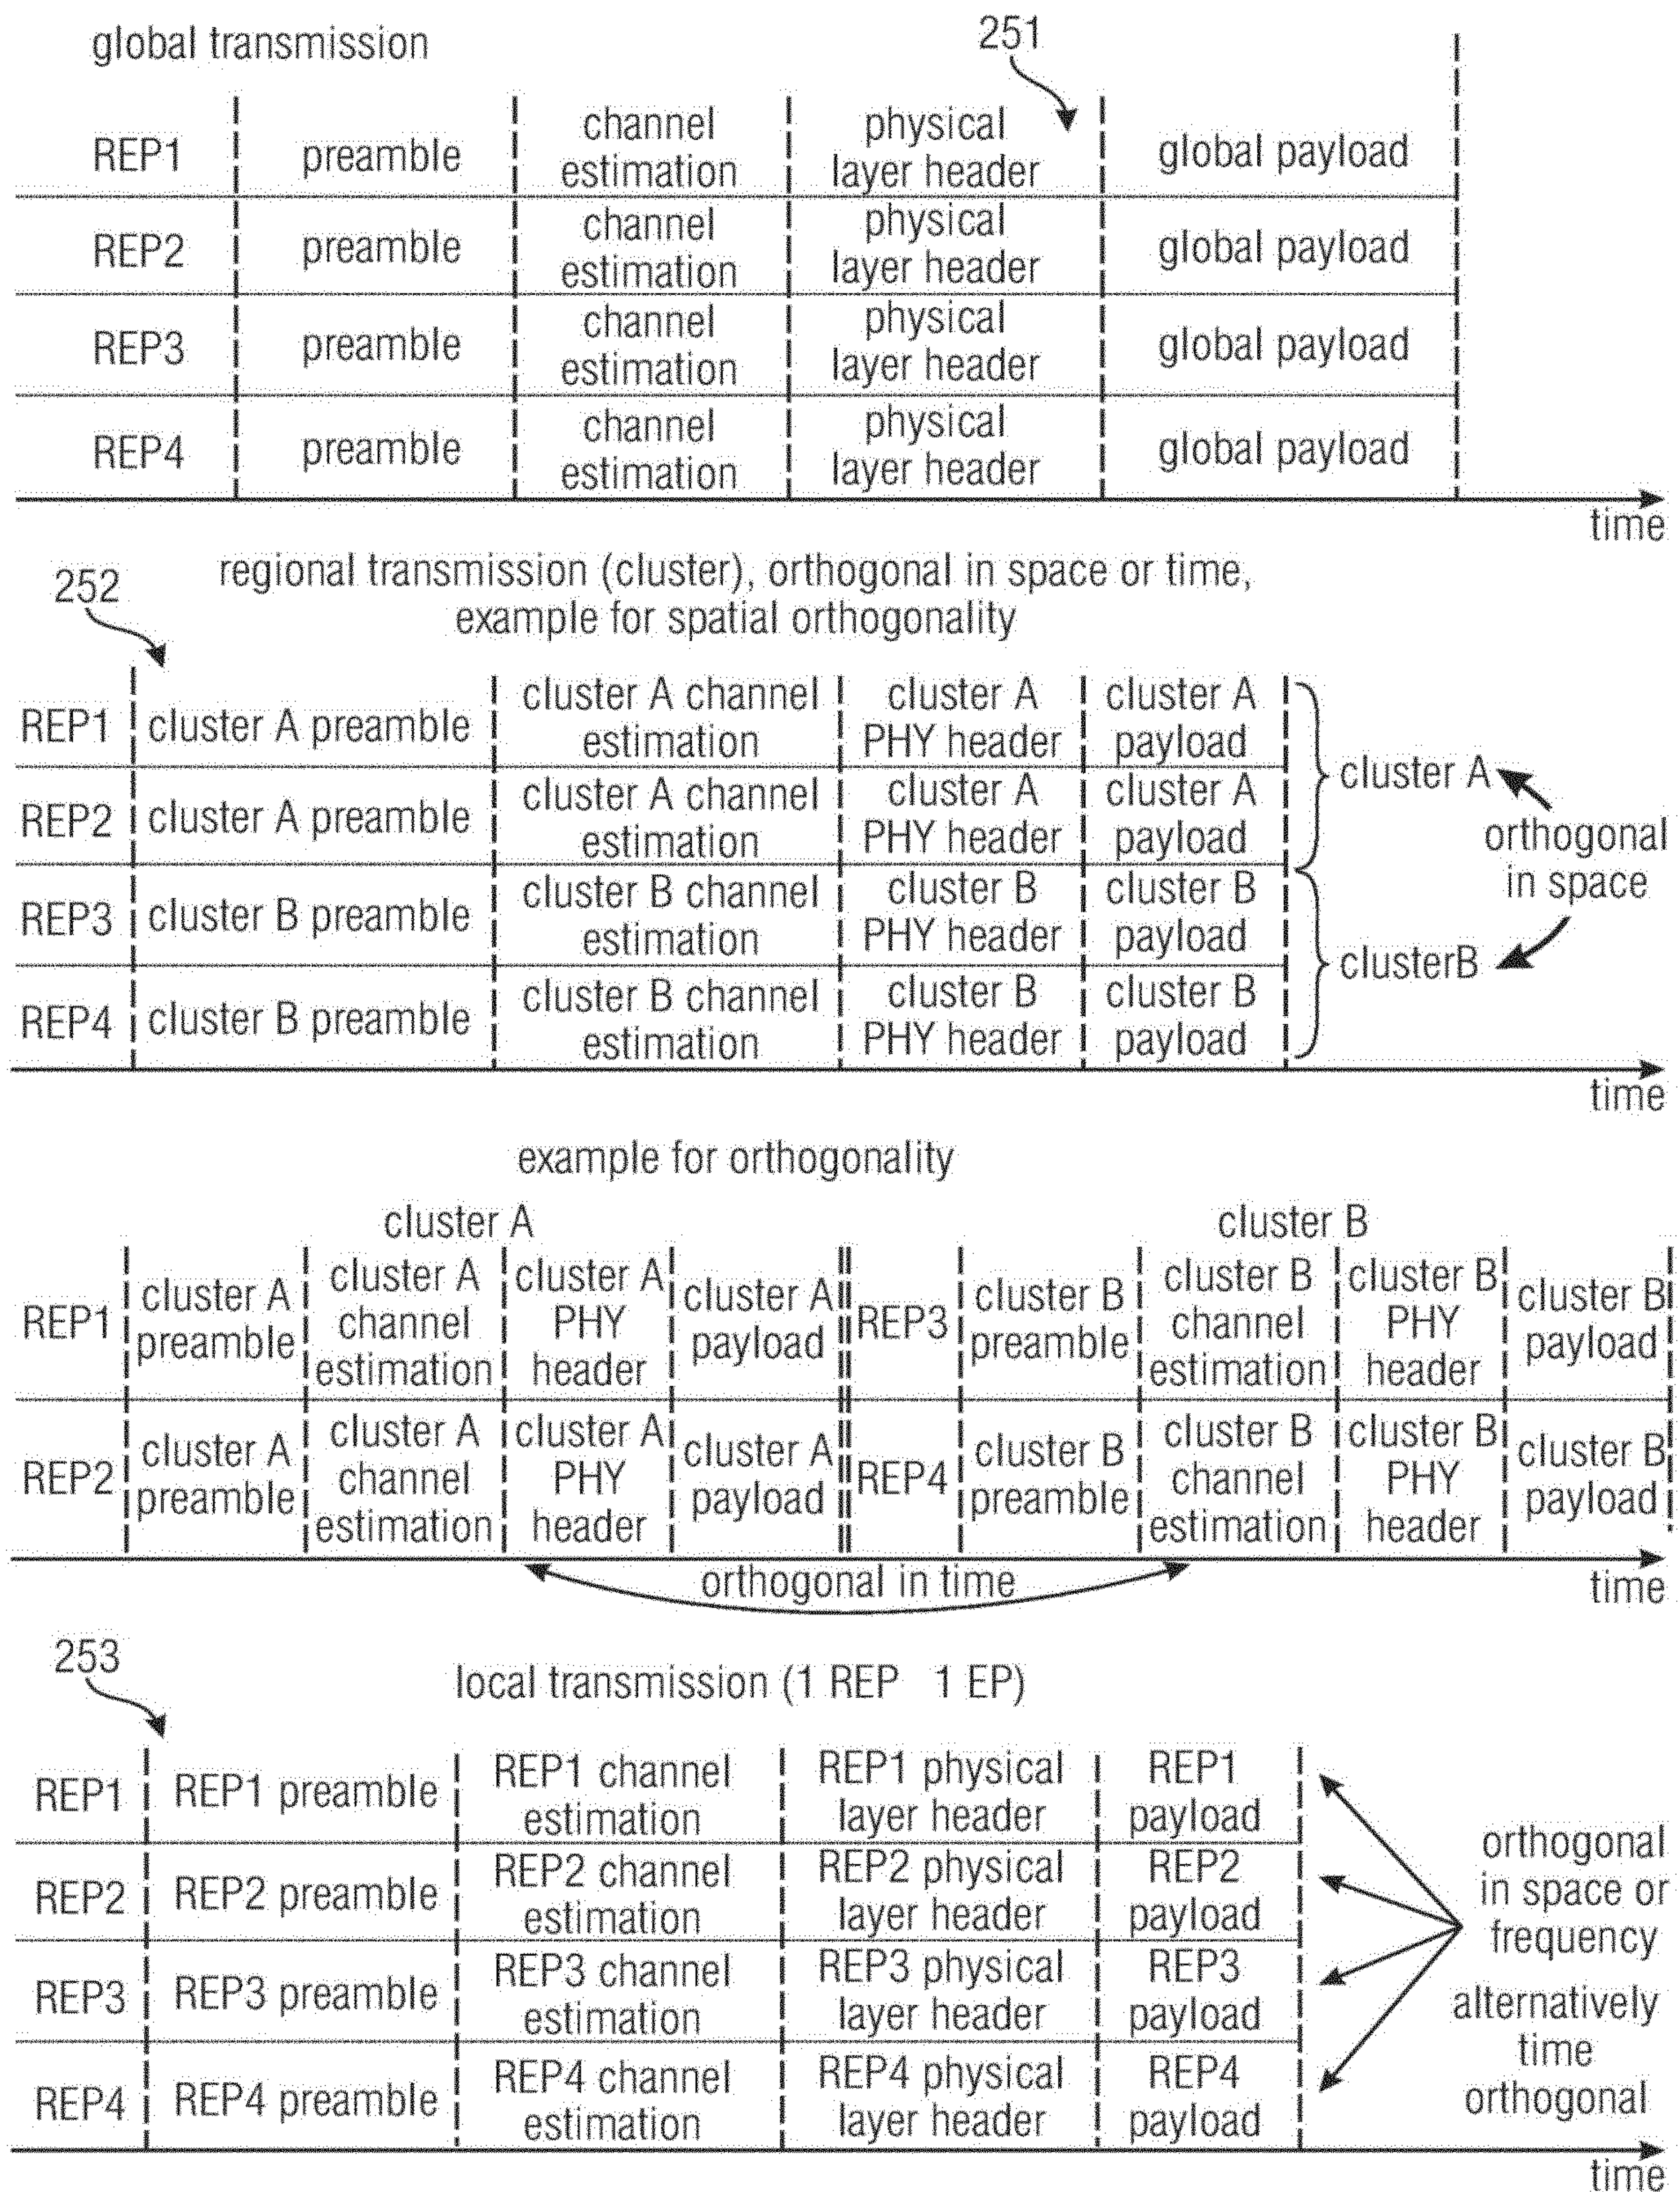 251
global transmission
REP1 preamble channel estimation physical layer header global payload
REP2 preamble channel estimation physical layer header global payload
REP3 preamble channel estimation physical layer header global payload
REP4 preamble channel estimation physical layer header global payload
time
252
regional transmission (cluster), orthogonal in space or time,
example for spatial orthogonality
REP1 cluster A preamble cluster A channel estimation cluster A PHY header cluster A payload
REP2 cluster A preamble cluster A channel estimation cluster A PHY header cluster A payload
cluster A
REP3 cluster B preamble cluster B channel estimation cluster B PHY header cluster B payload
REP4 cluster B preamble cluster B channel estimation cluster B PHY header cluster B payload
clusterB
orthogonal
in space
time
example for orthogonality
cluster A cluster B
REP1 cluster A preamble cluster A channel estimation cluster A PHY header cluster A payload REP3 cluster B preamble cluster B channel estimation cluster B PHY header cluster B payload
REP2 cluster A preamble cluster A channel estimation cluster A PHY header cluster A payload REP4 cluster B preamble cluster B channel estimation cluster B PHY header cluster B payload
orthogonal in time
time
253
local transmission (1 REP 1 EP)
REP1 REP1 preamble REP1 channel estimation REP1 physical layer header REP1 payload
REP2 REP2 preamble REP2 channel estimation REP2 physical layer header REP2 payload
REP3 REP3 preamble REP3 channel estimation REP3 physical layer header REP3 payload
REP4 REP4 preamble REP4 channel estimation REP4 physical layer header REP4 payload
orthogonal
in space or
frequency
alternatively
time
orthogonal
time